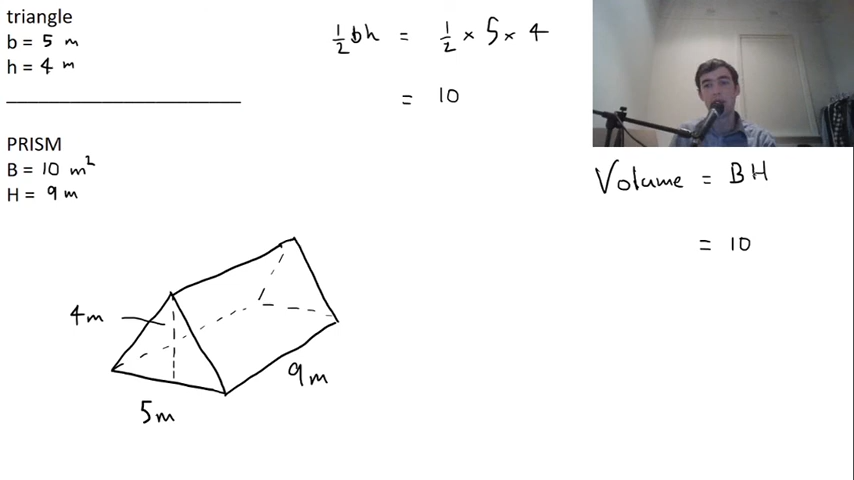 triangle
b = 5 m
h = 4 m
PRISM
B = 10 m²
H = 9 m
½bh = ½ × 5 × 4
= 10
Volume = BH
= 10
4m
5m
9m